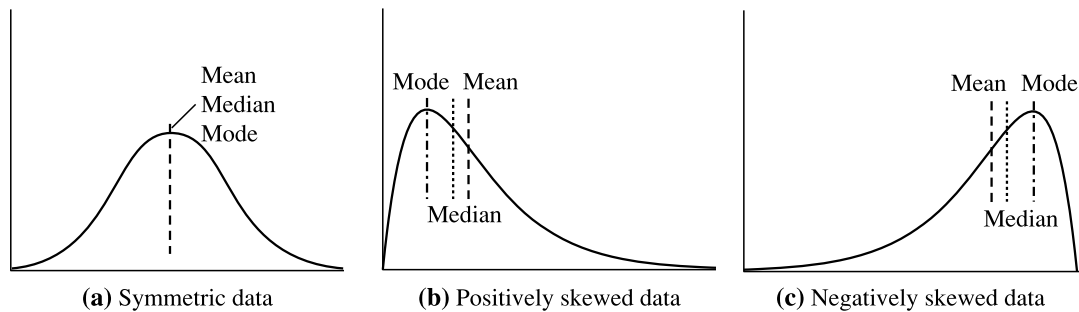 Mean
Median
Mode
(a) Symmetric data
Mode Mean
Median
(b) Positively skewed data
Mean Mode
Median
(c) Negatively skewed data